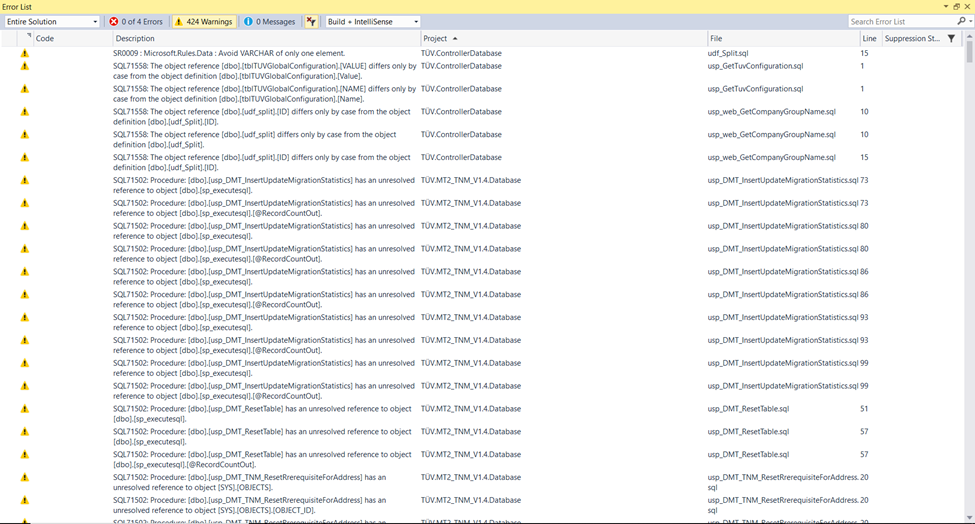 Error List
Entire Solution 0 of 4 Errors 424 Warnings 0 Messages Build + IntelliSense Search Error List
Code Description Project File Line Suppression St...
SR0009 : Microsoft.Rules.Data : Avoid VARCHAR of only one element. TÜV.ControllerDatabase udf_Split.sql 15
SQL71558: The object reference [dbo].[tblTUVGlobalConfiguration].[VALUE] differs only by TÜV.ControllerDatabase usp_GetTuvConfiguration.sql 1
case from the object definition [dbo].[tblTUVGlobalConfiguration].[Value].
SQL71558: The object reference [dbo].[tblTUVGlobalConfiguration].[NAME] differs only by TÜV.ControllerDatabase usp_GetTuvConfiguration.sql 1
case from the object definition [dbo].[tblTUVGlobalConfiguration].[Name].
SQL71558: The object reference [dbo].[udf_split].[ID] differs only by case from the object TÜV.ControllerDatabase usp_web_GetCompanyGroupName.sql 10
definition [dbo].[udf_Split].[ID].
SQL71558: The object reference [dbo].[udf_split] differs only by case from the object TÜV.ControllerDatabase usp_web_GetCompanyGroupName.sql 10
definition [dbo].[udf_Split].
SQL71558: The object reference [dbo].[udf_split].[ID] differs only by case from the object TÜV.ControllerDatabase usp_web_GetCompanyGroupName.sql 15
definition [dbo].[udf_Split].[ID].
SQL71502: Procedure: [dbo].[usp_DMT_InsertUpdateMigrationStatistics] has an unresolved TÜV.MT2_TNM_V1.4.Database usp_DMT_InsertUpdateMigrationStatistics.sql 73
reference to object [dbo].[sp_executesql].
SQL71502: Procedure: [dbo].[usp_DMT_InsertUpdateMigrationStatistics] has an unresolved TÜV.MT2_TNM_V1.4.Database usp_DMT_InsertUpdateMigrationStatistics.sql 73
reference to object [dbo].[sp_executesql].[@RecordCountOut].
SQL71502: Procedure: [dbo].[usp_DMT_InsertUpdateMigrationStatistics] has an unresolved TÜV.MT2_TNM_V1.4.Database usp_DMT_InsertUpdateMigrationStatistics.sql 80
reference to object [dbo].[sp_executesql].
SQL71502: Procedure: [dbo].[usp_DMT_InsertUpdateMigrationStatistics] has an unresolved TÜV.MT2_TNM_V1.4.Database usp_DMT_InsertUpdateMigrationStatistics.sql 80
reference to object [dbo].[sp_executesql].[@RecordCountOut].
SQL71502: Procedure: [dbo].[usp_DMT_InsertUpdateMigrationStatistics] has an unresolved TÜV.MT2_TNM_V1.4.Database usp_DMT_InsertUpdateMigrationStatistics.sql 86
reference to object [dbo].[sp_executesql].
SQL71502: Procedure: [dbo].[usp_DMT_InsertUpdateMigrationStatistics] has an unresolved TÜV.MT2_TNM_V1.4.Database usp_DMT_InsertUpdateMigrationStatistics.sql 86
reference to object [dbo].[sp_executesql].[@RecordCountOut].
SQL71502: Procedure: [dbo].[usp_DMT_InsertUpdateMigrationStatistics] has an unresolved TÜV.MT2_TNM_V1.4.Database usp_DMT_InsertUpdateMigrationStatistics.sql 93
reference to object [dbo].[sp_executesql].
SQL71502: Procedure: [dbo].[usp_DMT_InsertUpdateMigrationStatistics] has an unresolved TÜV.MT2_TNM_V1.4.Database usp_DMT_InsertUpdateMigrationStatistics.sql 93
reference to object [dbo].[sp_executesql].[@RecordCountOut].
SQL71502: Procedure: [dbo].[usp_DMT_InsertUpdateMigrationStatistics] has an unresolved TÜV.MT2_TNM_V1.4.Database usp_DMT_InsertUpdateMigrationStatistics.sql 99
reference to object [dbo].[sp_executesql].
SQL71502: Procedure: [dbo].[usp_DMT_InsertUpdateMigrationStatistics] has an unresolved TÜV.MT2_TNM_V1.4.Database usp_DMT_InsertUpdateMigrationStatistics.sql 99
reference to object [dbo].[sp_executesql].[@RecordCountOut].
SQL71502: Procedure: [dbo].[usp_DMT_ResetTable] has an unresolved reference to object TÜV.MT2_TNM_V1.4.Database usp_DMT_ResetTable.sql 51
[dbo].[sp_executesql].
SQL71502: Procedure: [dbo].[usp_DMT_ResetTable] has an unresolved reference to object TÜV.MT2_TNM_V1.4.Database usp_DMT_ResetTable.sql 57
[dbo].[sp_executesql].
SQL71502: Procedure: [dbo].[usp_DMT_ResetTable] has an unresolved reference to object TÜV.MT2_TNM_V1.4.Database usp_DMT_ResetTable.sql 57
[dbo].[sp_executesql].[@RecordCountOut].
SQL71502: Procedure: [dbo].[usp_DMT_TNM_ResetRrerequisiteForAddress] has an TÜV.MT2_TNM_V1.4.Database usp_DMT_TNM_ResetRrerequisiteForAddress. 20
unresolved reference to object [SYS].[OBJECTS]. sql
SQL71502: Procedure: [dbo].[usp_DMT_TNM_ResetRrerequisiteForAddress] has an TÜV.MT2_TNM_V1.4.Database usp_DMT_TNM_ResetRrerequisiteForAddress. 20
unresolved reference to object [SYS].[OBJECTS].[OBJECT_ID]. sql